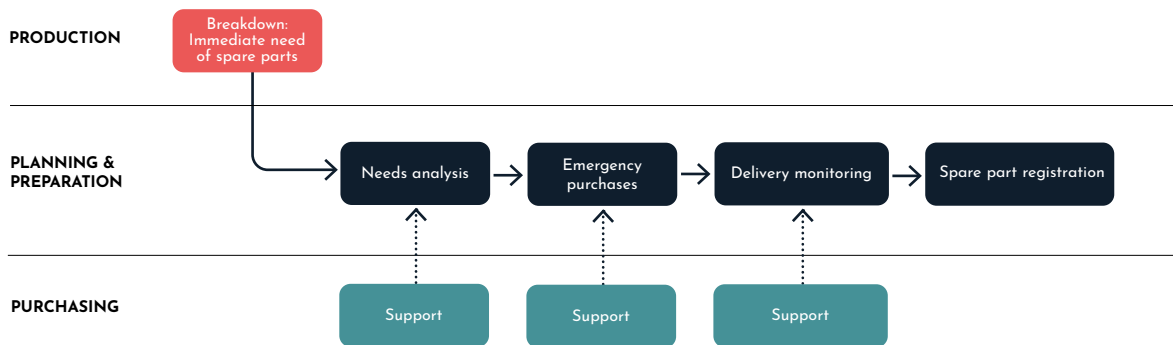 PRODUCTION
Breakdown:
Immediate need
of spare parts
PLANNING &
PREPARATION
Needs analysis
Emergency
purchases
Delivery monitoring
Spare part registration
PURCHASING
Support
Support
Support